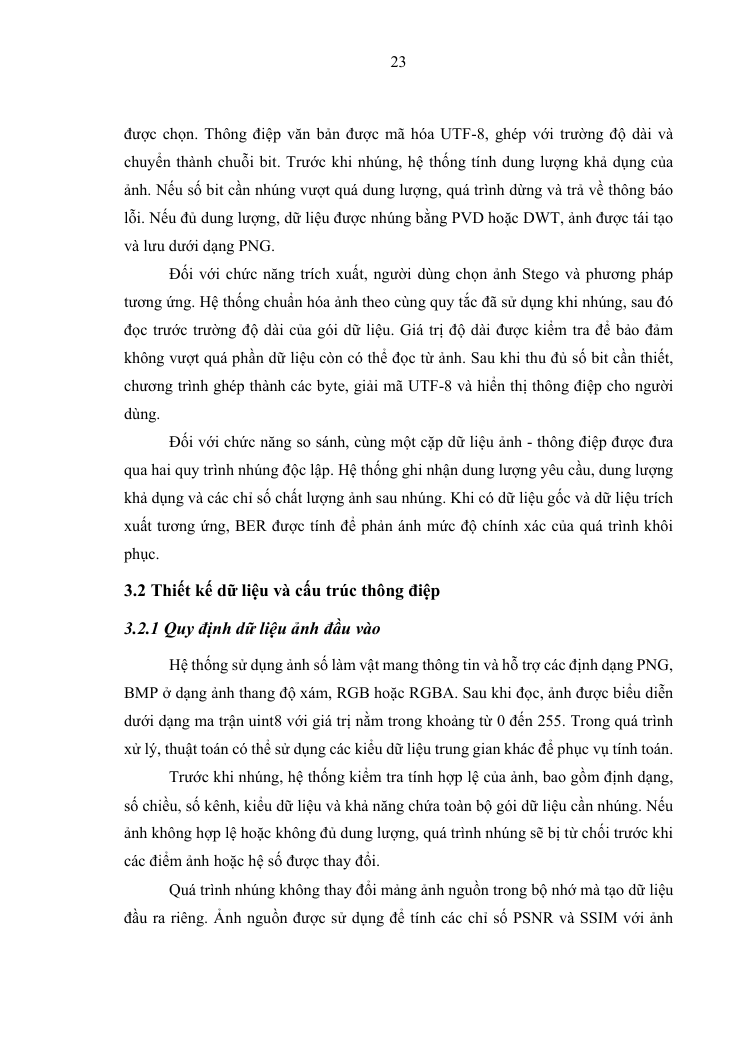 23
được chọn. Thông điệp văn bản được mã hóa UTF-8, ghép với trường độ dài và
chuyển thành chuỗi bit. Trước khi nhúng, hệ thống tính dung lượng khả dụng của
ảnh. Nếu số bit cần nhúng vượt quá dung lượng, quá trình dừng và trả về thông báo
lỗi. Nếu đủ dung lượng, dữ liệu được nhúng bằng PVD hoặc DWT, ảnh được tái tạo
và lưu dưới dạng PNG.
Đối với chức năng trích xuất, người dùng chọn ảnh Stego và phương pháp
tương ứng. Hệ thống chuẩn hóa ảnh theo cùng quy tắc đã sử dụng khi nhúng, sau đó
đọc trước trường độ dài của gói dữ liệu. Giá trị độ dài được kiểm tra để bảo đảm
không vượt quá phần dữ liệu còn có thể đọc từ ảnh. Sau khi thu đủ số bit cần thiết,
chương trình ghép thành các byte, giải mã UTF-8 và hiển thị thông điệp cho người
dùng.
Đối với chức năng so sánh, cùng một cặp dữ liệu ảnh - thông điệp được đưa
qua hai quy trình nhúng độc lập. Hệ thống ghi nhận dung lượng yêu cầu, dung lượng
khả dụng và các chỉ số chất lượng ảnh sau nhúng. Khi có dữ liệu gốc và dữ liệu trích
xuất tương ứng, BER được tính để phản ánh mức độ chính xác của quá trình khôi
phục.
3.2 Thiết kế dữ liệu và cấu trúc thông điệp
3.2.1 Quy định dữ liệu ảnh đầu vào
Hệ thống sử dụng ảnh số làm vật mang thông tin và hỗ trợ các định dạng PNG,
BMP ở dạng ảnh thang độ xám, RGB hoặc RGBA. Sau khi đọc, ảnh được biểu diễn
dưới dạng ma trận uint8 với giá trị nằm trong khoảng từ 0 đến 255. Trong quá trình
xử lý, thuật toán có thể sử dụng các kiểu dữ liệu trung gian khác để phục vụ tính toán.
Trước khi nhúng, hệ thống kiểm tra tính hợp lệ của ảnh, bao gồm định dạng,
số chiều, số kênh, kiểu dữ liệu và khả năng chứa toàn bộ gói dữ liệu cần nhúng. Nếu
ảnh không hợp lệ hoặc không đủ dung lượng, quá trình nhúng sẽ bị từ chối trước khi
các điểm ảnh hoặc hệ số được thay đổi.
Quá trình nhúng không thay đổi mảng ảnh nguồn trong bộ nhớ mà tạo dữ liệu
đầu ra riêng. Ảnh nguồn được sử dụng để tính các chỉ số PSNR và SSIM với ảnh